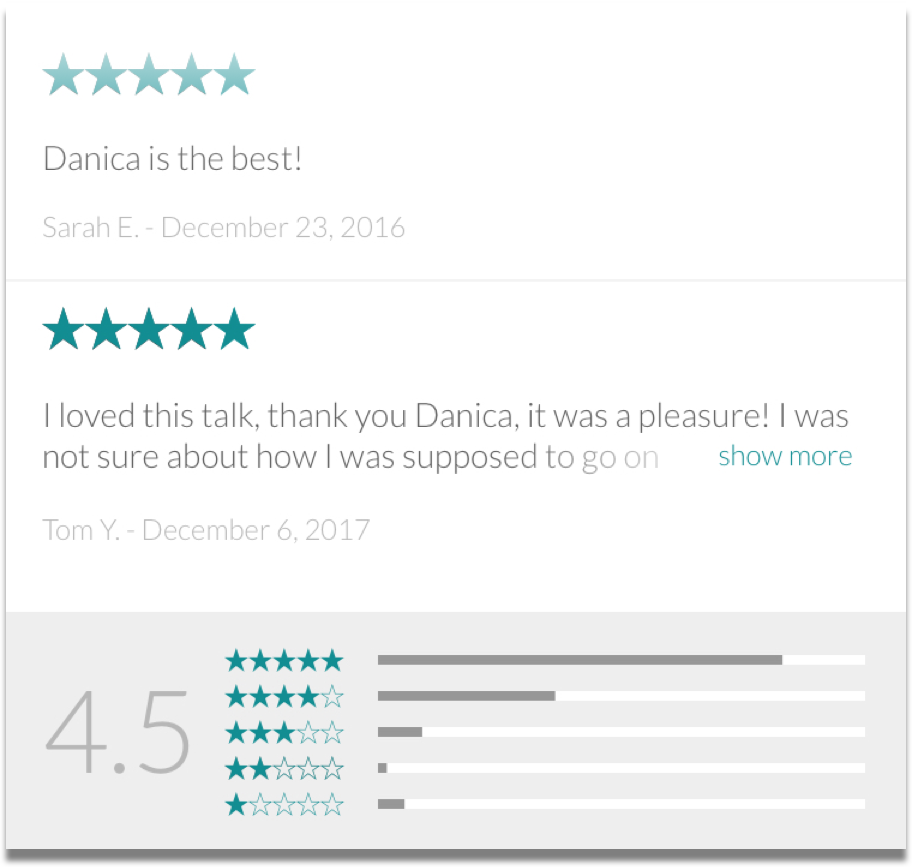 Danica is the best!
Sarah E. - December 23, 2016
I loved this talk, thank you Danica, it was a pleasure! I was
not sure about how I was supposed to go on show more
Tom Y. - December 6, 2017
4.5